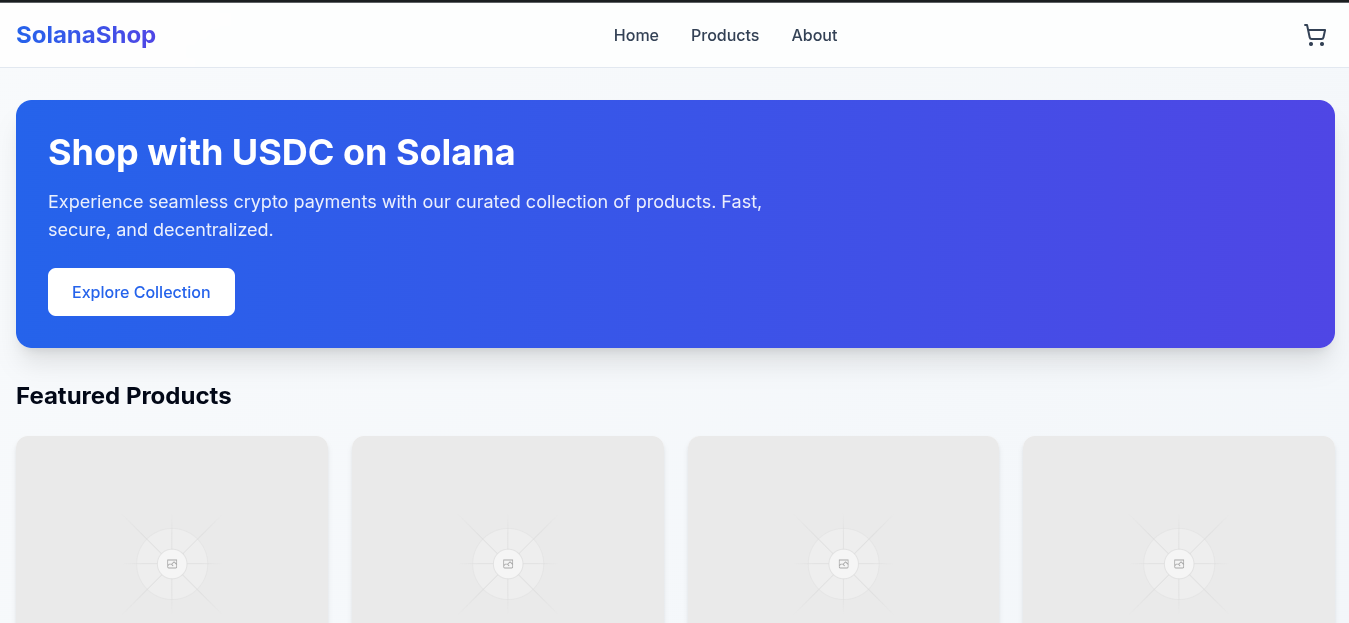 SolanaShop
Home
Products
About
Shop with USDC on Solana
Experience seamless crypto payments with our curated collection of products. Fast,
secure, and decentralized.
Explore Collection
Featured Products